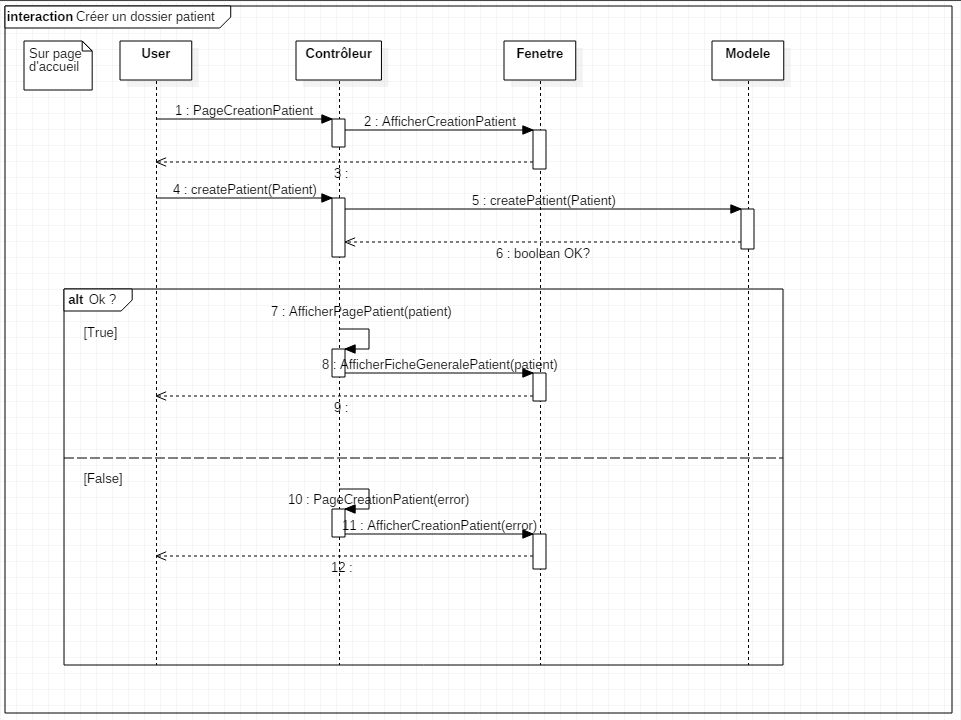 interaction Créer un dossier patient
Sur page
d'accueil
User
Contrôleur
Fenetre
Modele
1 : PageCreationPatient
2 : AfficherCreationPatient
3 :
4 : createPatient(Patient)
5 : createPatient(Patient)
6 : boolean OK?
alt Ok ?
7 : AfficherPagePatient(patient)
[True]
8 : AfficherFicheGeneralePatient(patient)
9 :
[False]
10 : PageCreationPatient(error)
11 : AfficherCreationPatient(error)
12 :